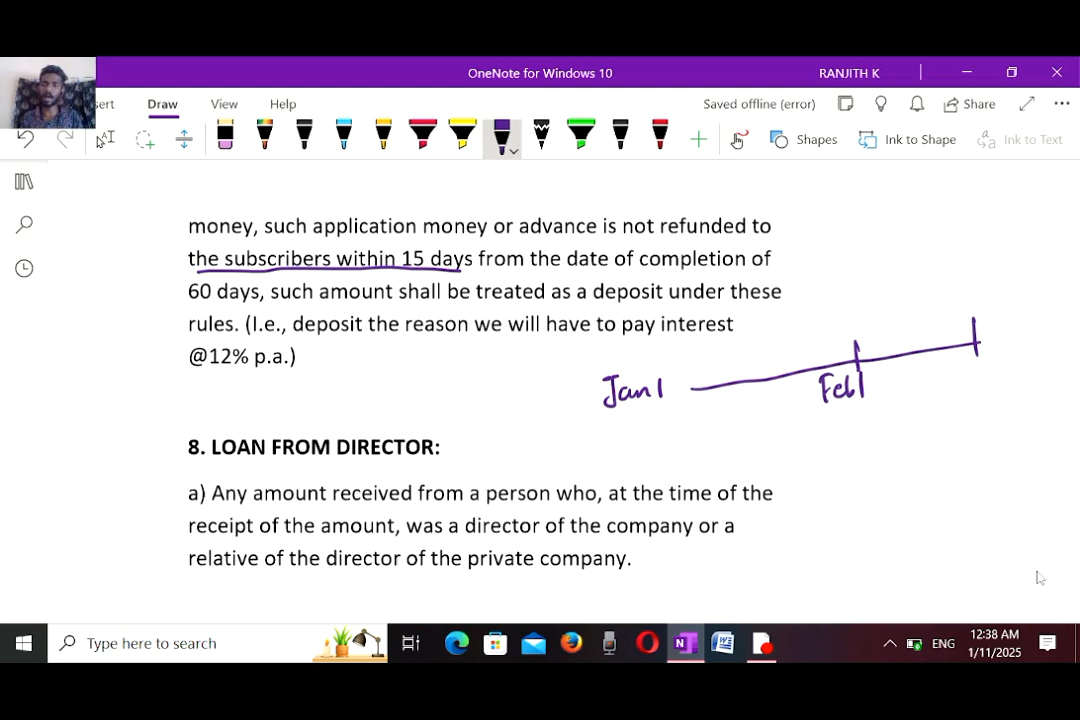 OneNote for Windows 10
RANJITH K
Draw View Help
Saved offline (error)
Share
Shapes
Ink to Shape
Ink to Text
money, such application money or advance is not refunded to
the subscribers within 15 days from the date of completion of
60 days, such amount shall be treated as a deposit under these
rules. (I.e., deposit the reason we will have to pay interest
@12% p.a.)
Jan 1
Feb 1
8. LOAN FROM DIRECTOR:
a) Any amount received from a person who, at the time of the
receipt of the amount, was a director of the company or a
relative of the director of the private company.
Type here to search
ENG
12:38 AM
1/11/2025